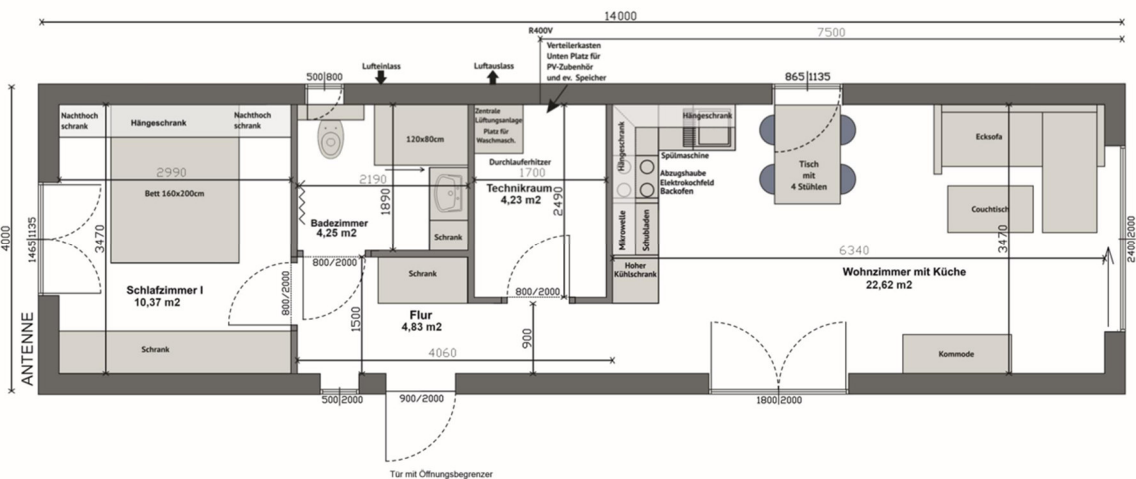 14000
7500
R400V
Verteilerkasten
Unten Platz für
PV-Zubenhör
und ev. Speicher
Lufteinlass
Luftauslass
500|800
865|1135
Nachthoch
schrank
Hängeschrank
Nachthoch
schrank
2990
Bett 160x200cm
3470
1465|1135
4000
ANTENNE
Schlafzimmer I
10,37 m2
Schrank
120x80cm
2190
1890
Badezimmer
4,25 m2
Schrank
800/2000
800/2000
Zentrale
Lüftungsanlage
Platz für
Waschmasch.
Durchlauferhitzer
1700
Technikraum
4,23 m2
2490
800/2000
Schrank
Flur
4,83 m2
1500
900
4060
Hängeschrank
Hängeschrank
Spülmaschine
Abzugshaube
Elektrokochfeld
Backofen
Mikrowelle
Schubladen
Hoher
Kühlschrank
Tisch
mit
4 Stühlen
Ecksofa
Couchtisch
3470
6340
Wohnzimmer mit Küche
22,62 m2
2400|2000
Kommode
500|2000
900/2000
1800|2000
Tür mit Öffnungsbegrenzer